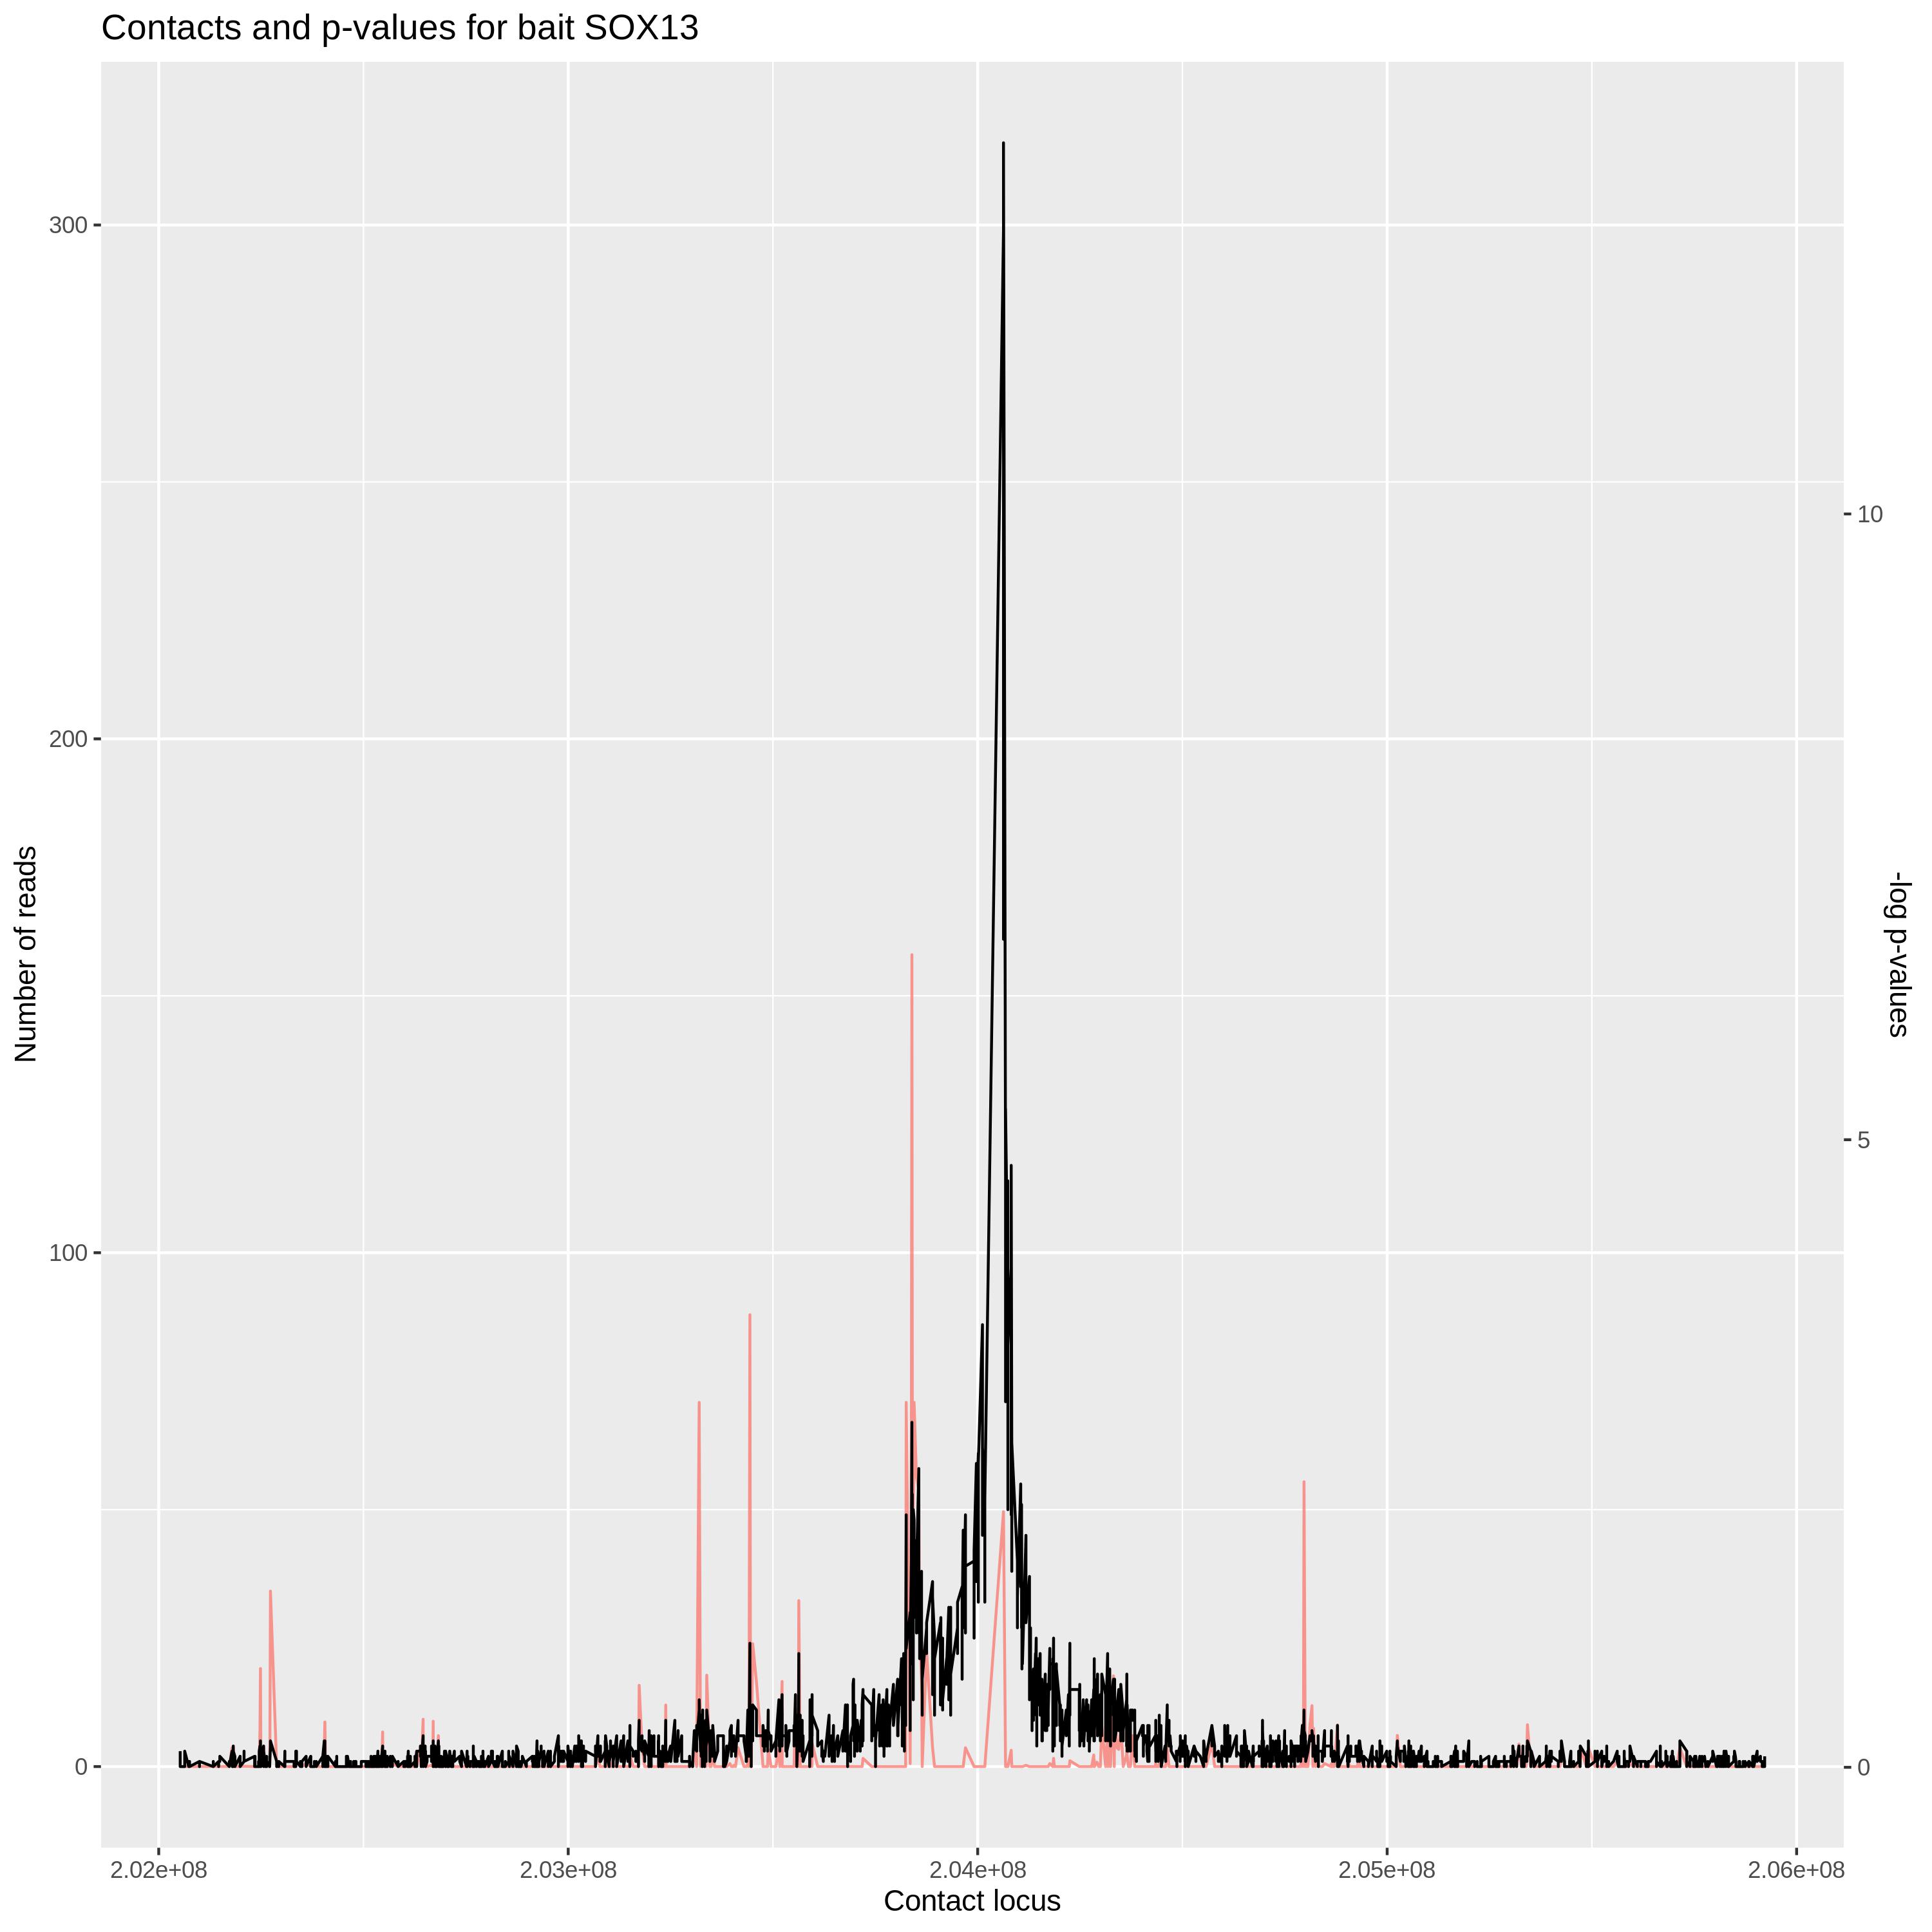 Contacts and p-values for bait SOX13
Number of reads
300
200
100
0
10
5
0
-log p-values
2.02e+08 2.03e+08 2.04e+08 2.05e+08 2.06e+08
Contact locus